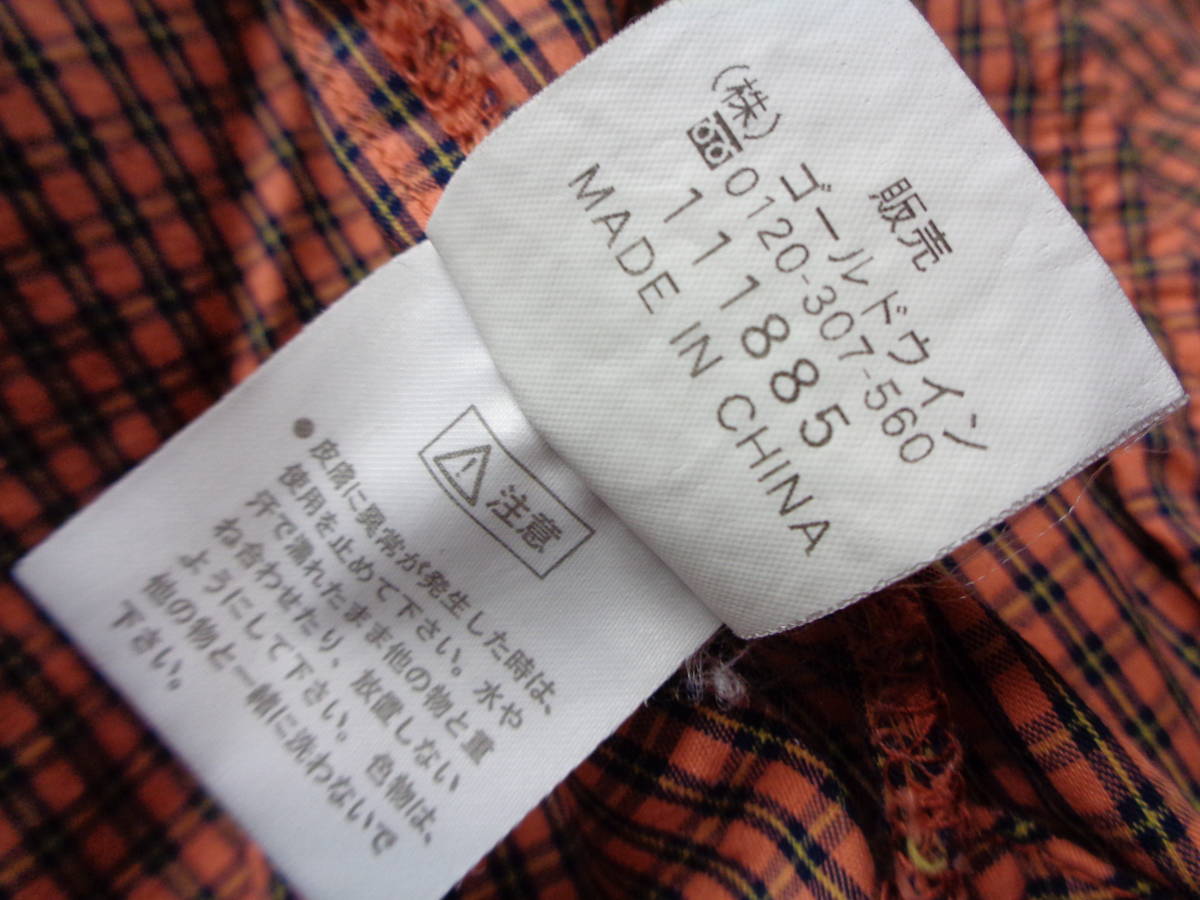 販売
(株)ゴールドウイン
0120-307-560
111885
MADE IN CHINA
注意
●皮膚に異常が発生した時は、
使用を止めて下さい。水や
汗で濡れたまま他の物と重
ね合わせたり、放置しない
ようにして下さい。色物は、
他の物と一緒に洗わないで
下さい。